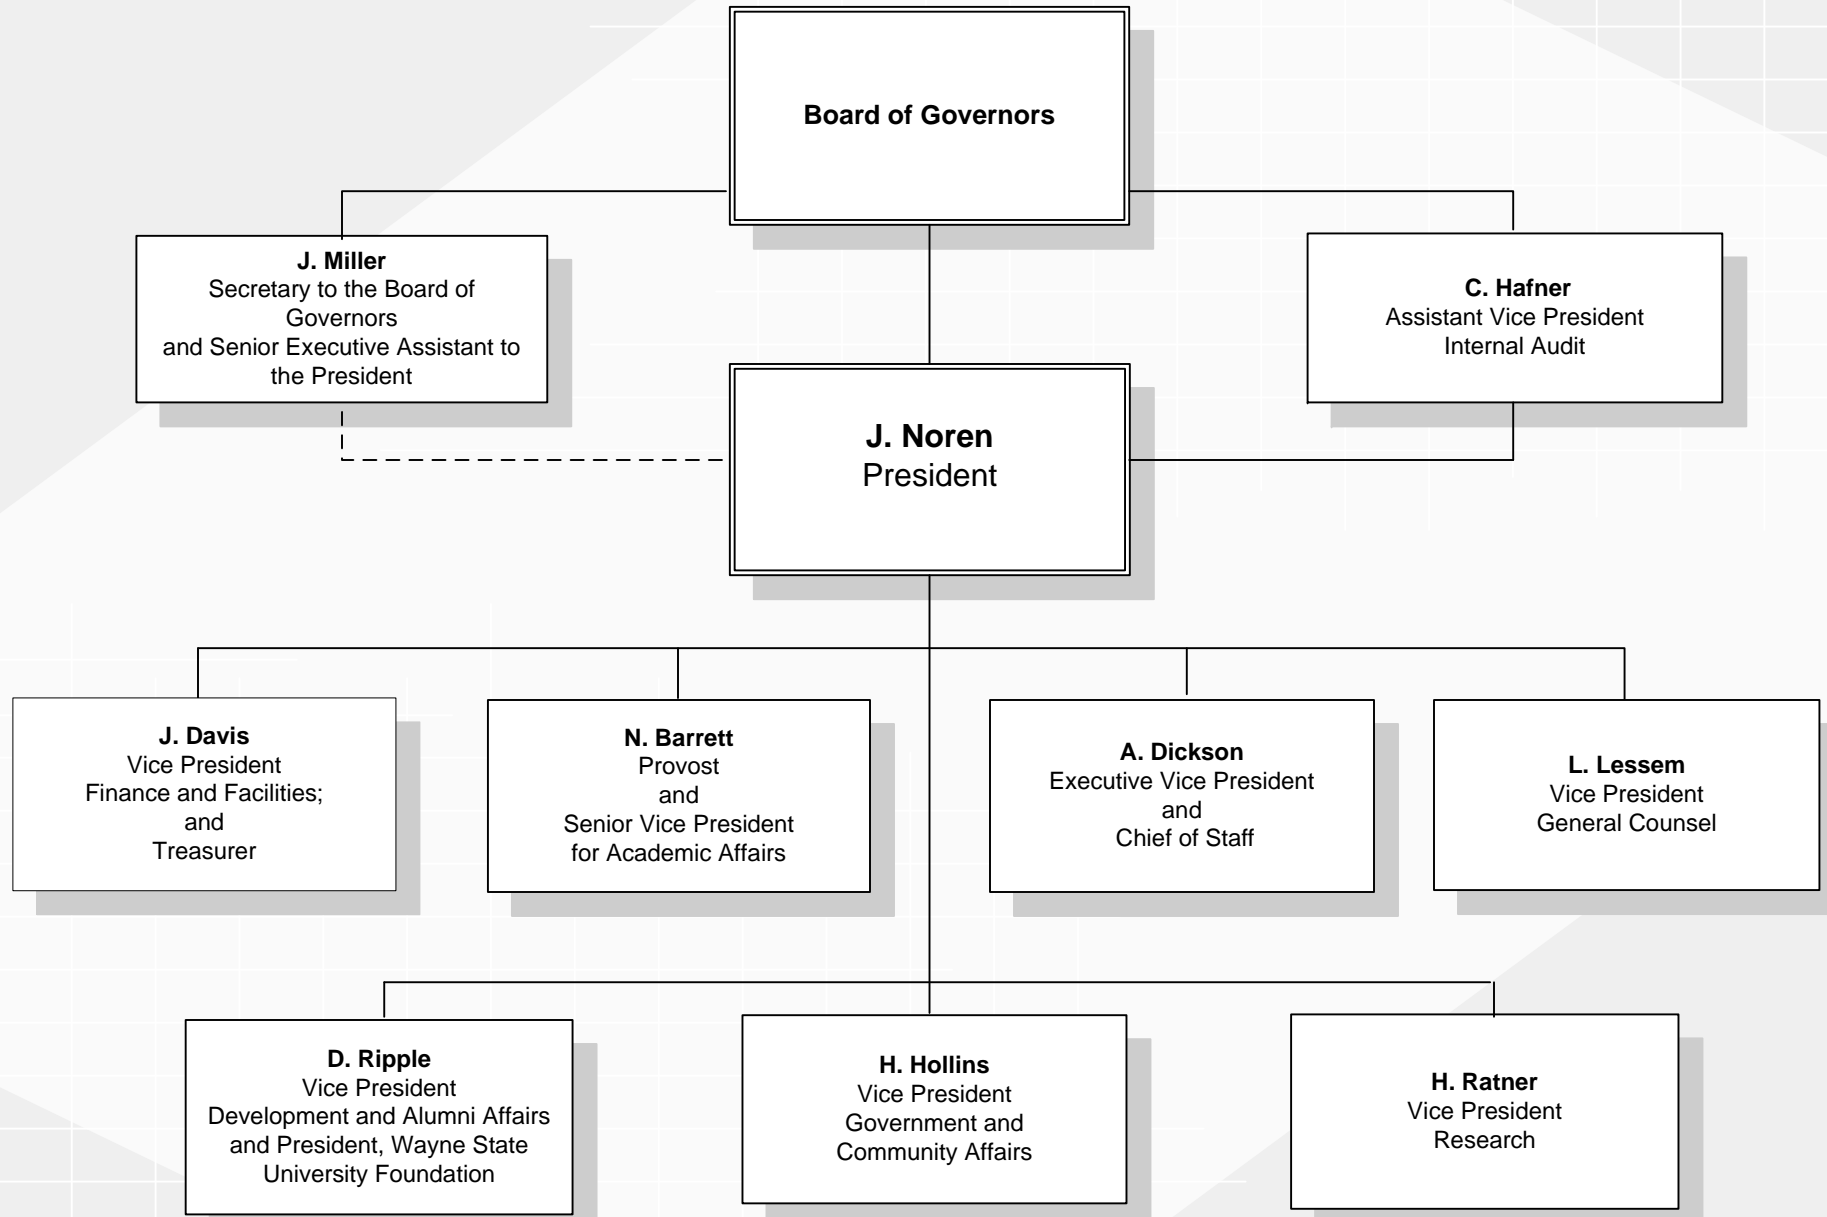 Board of Governors
J. Miller
Secretary to the Board of
Governors
and Senior Executive Assistant to
the President
C. Hafner
Assistant Vice President
Internal Audit
J. Noren
President
J. Davis
Vice President
Finance and Facilities;
and
Treasurer
N. Barrett
Provost
and
Senior Vice President
for Academic Affairs
A. Dickson
Executive Vice President
and
Chief of Staff
L. Lessem
Vice President
General Counsel
D. Ripple
Vice President
Development and Alumni Affairs
and President, Wayne State
University Foundation
H. Hollins
Vice President
Government and
Community Affairs
H. Ratner
Vice President
Research